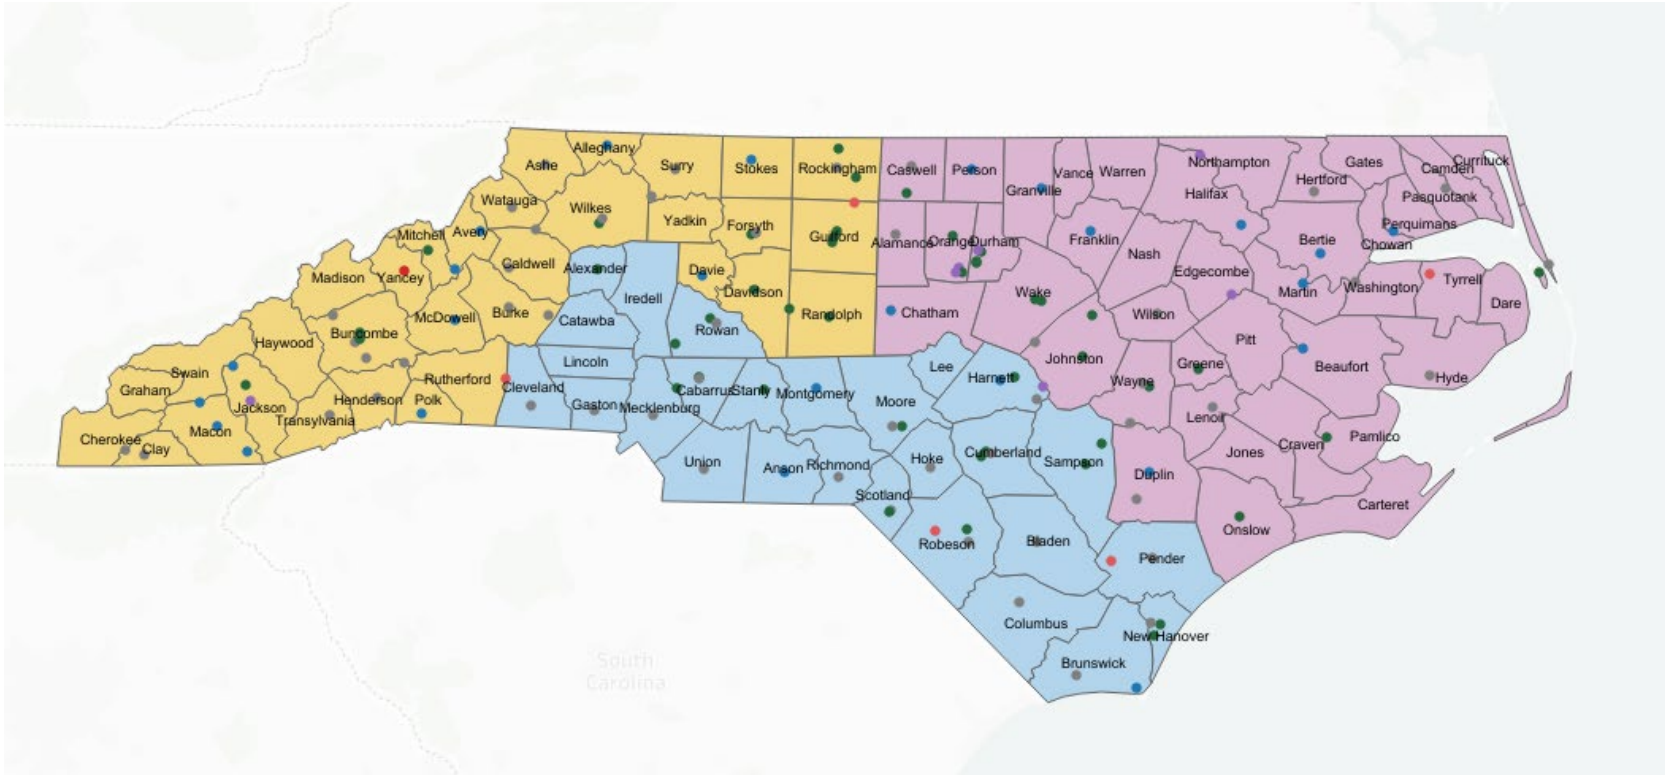 Alleghany
Ashe
Surry
Stokes
Rockingham
Caswell
Person
Granville
Vance
Warren
Northampton
Gates
Camden
Currituck
Hertford
Halifax
Pasquotank
Watauga
Wilkes
Yadkin
Forsyth
Guilford
Alamance
Orange
Durham
Franklin
Nash
Bertie
Perquimans
Chowan
Mitchell
Avery
Caldwell
Alexander
Davie
Davidson
Iredell
Edgecombe
Madison
Yancey
Wake
Martin
Washington
Tyrrell
Dare
McDowell
Burke
Catawba
Rowan
Randolph
Chatham
Wilson
Pitt
Buncombe
Haywood
Swain
Graham
Rutherford
Lincoln
Cleveland
Gaston
Lee
Johnston
Greene
Beaufort
Hyde
Harnett
Wayne
Jackson
Henderson
Polk
Transylvania
Mecklenburg
Cabarrus
Stanly
Montgomery
Moore
Lenoir
Craven
Pamlico
Cherokee
Clay
Macon
Union
Anson
Richmond
Hoke
Cumberland
Sampson
Duplin
Jones
Scotland
Carteret
Onslow
Robeson
Bladen
Pender
Columbus
New Hanover
Brunswick
South
Carolina